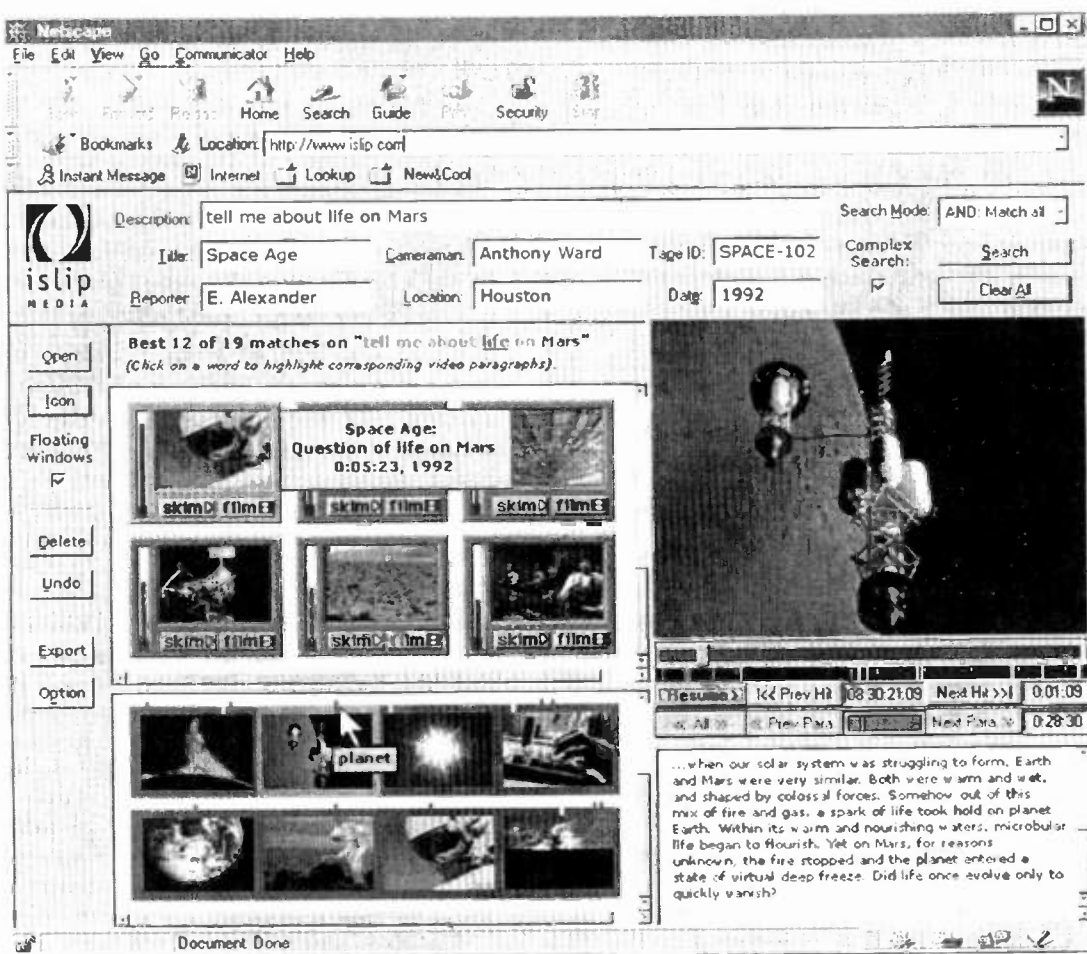 Netscape
File Edit View Go Communicator Help
Home Search Guide Security
Bookmarks Location: http://www.islip.com
Instant Message Internet Lookup New&Cool
islip
MEDIA
Description: tell me about life on Mars
Search Mode: AND: Match all
Title: Space Age
Cameraman: Anthony Ward
Tape ID: SPACE-102
Complex Search:
Search
Reporter: E. Alexander
Location: Houston
Date: 1992
Clear All
Open
Icon
Floating
Windows
Delete
Undo
Export
Option
Best 12 of 19 matches on "tell me about life on Mars"
(Click on a word to highlight corresponding video paragraphs).
Space Age:
Question of life on Mars
0:05:23, 1992
skim film skim film skim film
skim film skim film skim film
planet
Resume |<< Prev Hit 08:30:21:09 Next Hit >>| 0:01:09
<< All >> << Prev Para Next Para >> 0:28:30
...when our solar system was struggling to form, Earth
and Mars were very similar. Both were warm and wet,
and shaped by colossal forces. Somehow out of this
mix of fire and gas, a spark of life took hold on planet
Earth. Within its warm and nourishing waters, microbular
life began to flourish. Yet on Mars, for reasons
unknown, the fire stopped and the planet entered a
state of virtual deep freeze. Did life once evolve only to
quickly vanish?
Document Done